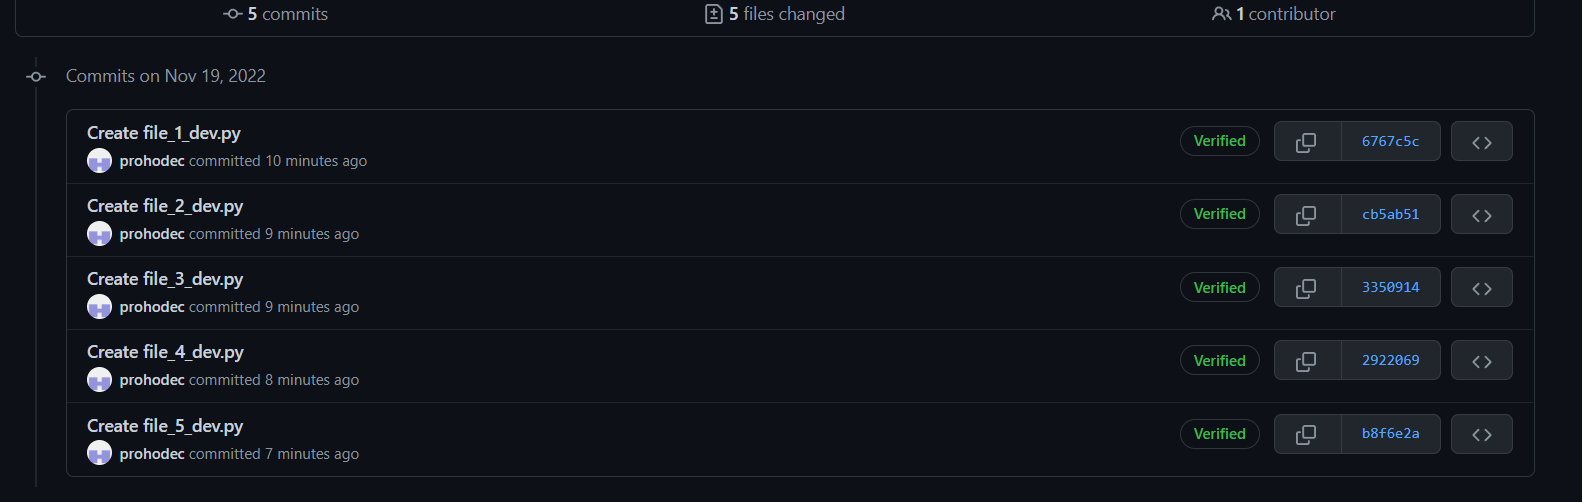 5 commits 5 files changed 1 contributor
Commits on Nov 19, 2022
Create file_1_dev.py
prohodec committed 10 minutes ago
Verified 6767c5c
Create file_2_dev.py
prohodec committed 9 minutes ago
Verified cb5ab51
Create file_3_dev.py
prohodec committed 9 minutes ago
Verified 3350914
Create file_4_dev.py
prohodec committed 8 minutes ago
Verified 2922069
Create file_5_dev.py
prohodec committed 7 minutes ago
Verified b8f6e2a